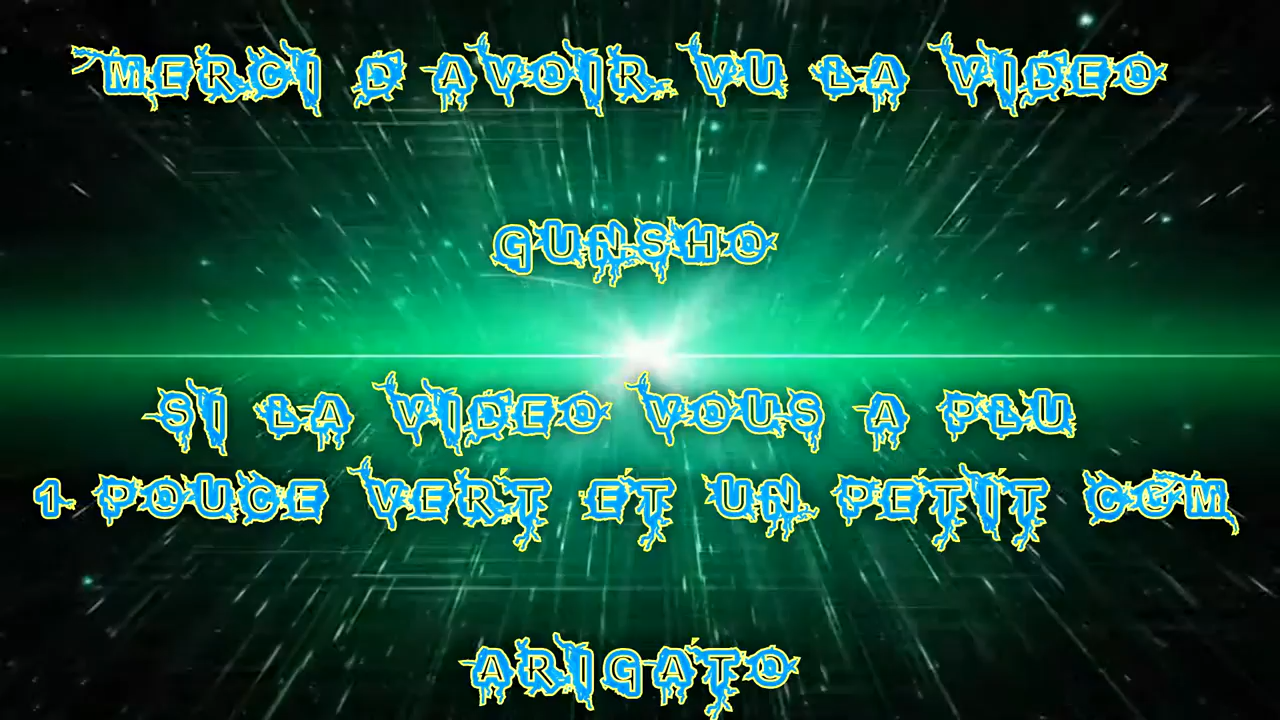 MERCI D AVOIR VU LA VIDEO
GUNSHO
SI LA VIDEO VOUS A PLU
1 POUCE VERT ET UN PETIT COM
ARIGATO